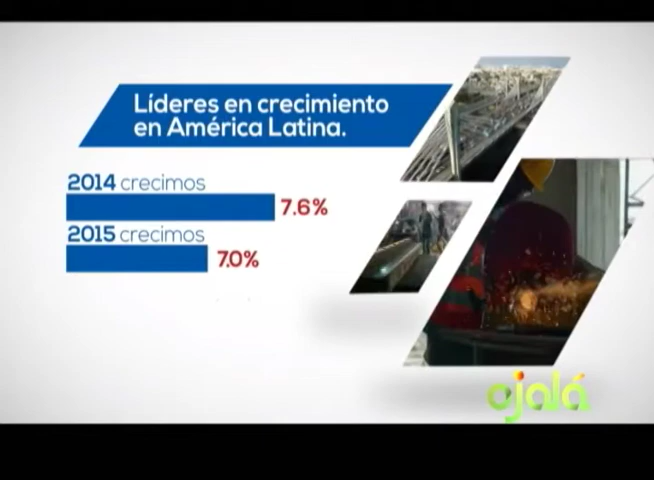 Líderes en crecimiento
en América Latina.
2014 crecimos
7.6%
2015 crecimos
7.0%
ojalá